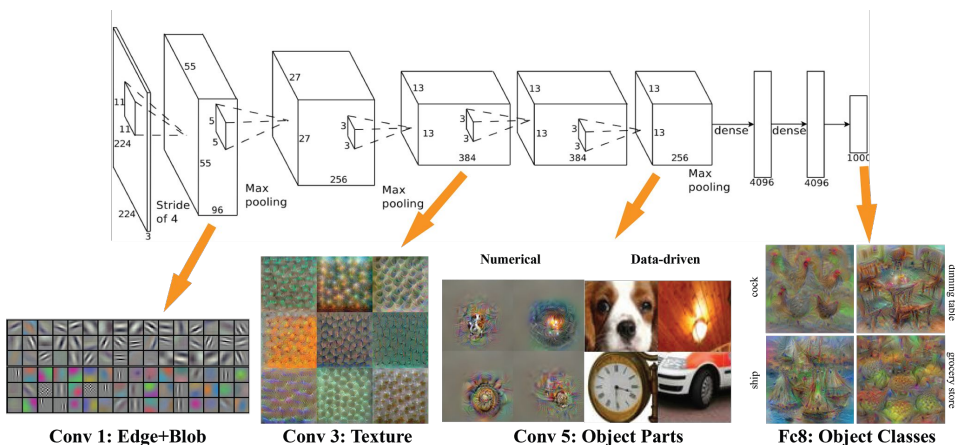 55
27
13
13
13
11
11
224
224
3
Stride
of 4
5
5
55
96
Max
pooling
27
256
Max
pooling
3
3
13
384
3
3
13
384
3
3
13
256
Max
pooling
dense
dense
4096
4096
1000
Numerical
Data-driven
cock
ship
dinning table
grocery store
Conv 1: Edge+Blob
Conv 3: Texture
Conv 5: Object Parts
Fc8: Object Classes